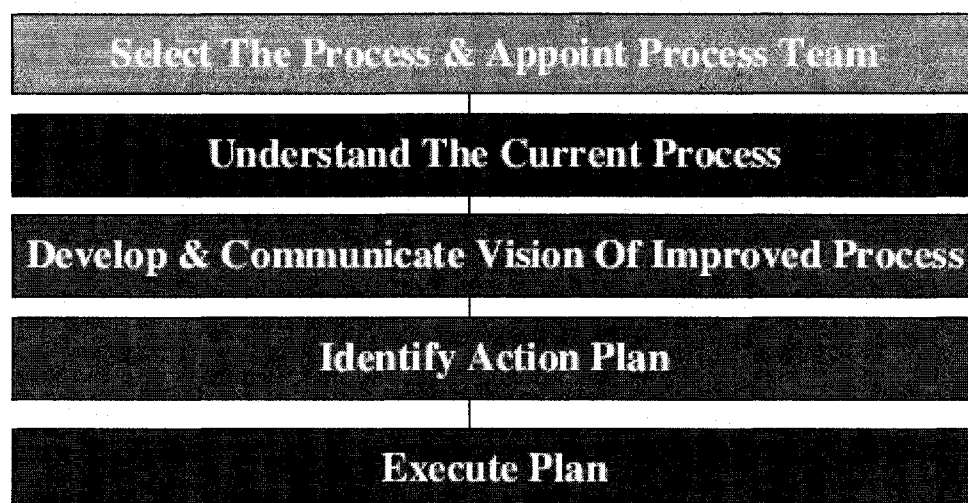 Select The Process & Appoint Process Team
Understand The Current Process
Develop & Communicate Vision Of Improved Process
Identify Action Plan
Execute Plan